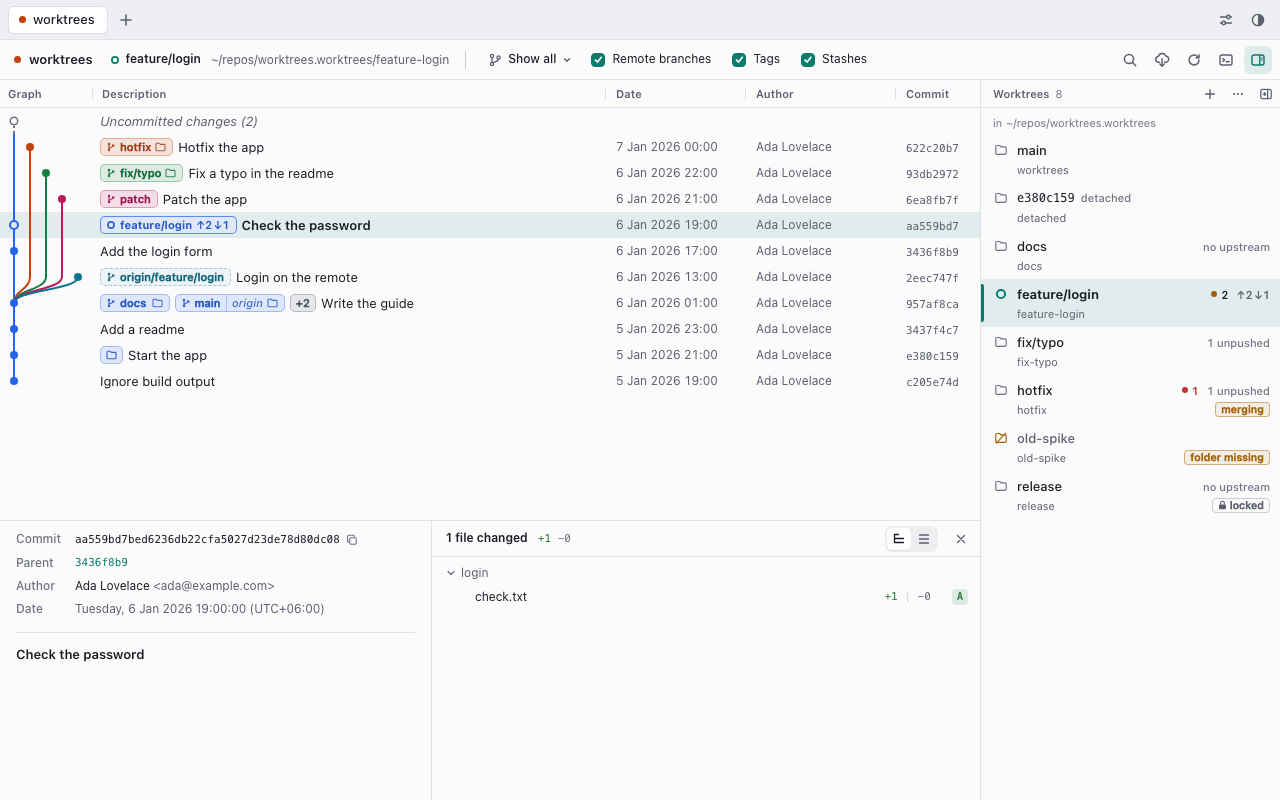 worktrees
worktrees feature/login ~/repos/worktrees.worktrees/feature-login Show all Remote branches Tags Stashes
Graph Description Date Author Commit
Uncommitted changes (2)
hotfix Hotfix the app 7 Jan 2026 00:00 Ada Lovelace 622c20b7
fix/typo Fix a typo in the readme 6 Jan 2026 22:00 Ada Lovelace 93db2972
patch Patch the app 6 Jan 2026 21:00 Ada Lovelace 6ea8fb7f
feature/login ↑2↓1 Check the password 6 Jan 2026 19:00 Ada Lovelace aa559bd7
Add the login form 6 Jan 2026 17:00 Ada Lovelace 3436f8b9
origin/feature/login Login on the remote 6 Jan 2026 13:00 Ada Lovelace 2eec747f
docs main origin +2 Write the guide 6 Jan 2026 01:00 Ada Lovelace 957af8ca
Add a readme 5 Jan 2026 23:00 Ada Lovelace 3437f4c7
Start the app 5 Jan 2026 21:00 Ada Lovelace e380c159
Ignore build output 5 Jan 2026 19:00 Ada Lovelace c205e74d
Worktrees 8
in ~/repos/worktrees.worktrees
main
worktrees
e380c159 detached
detached
docs no upstream
docs
feature/login 2 ↑2↓1
feature-login
fix/typo 1 unpushed
fix-typo
hotfix 1 1 unpushed
hotfix merging
old-spike
old-spike folder missing
release no upstream
release locked
Commit aa559bd7bed6236db22cfa5027d23de78d80dc08
Parent 3436f8b9
Author Ada Lovelace <ada@example.com>
Date Tuesday, 6 Jan 2026 19:00:00 (UTC+06:00)
Check the password
1 file changed +1 −0
login
check.txt +1 | −0 A